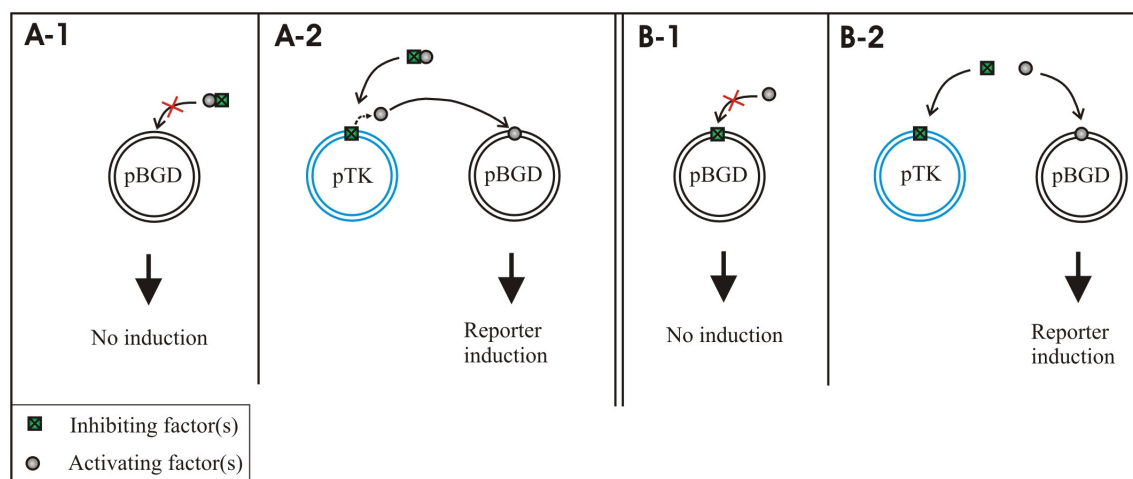 A-1
pBGD
No induction
A-2
pTK
pBGD
Reporter
induction
B-1
pBGD
No induction
B-2
pTK
pBGD
Reporter
induction
Inhibiting factor(s)
Activating factor(s)